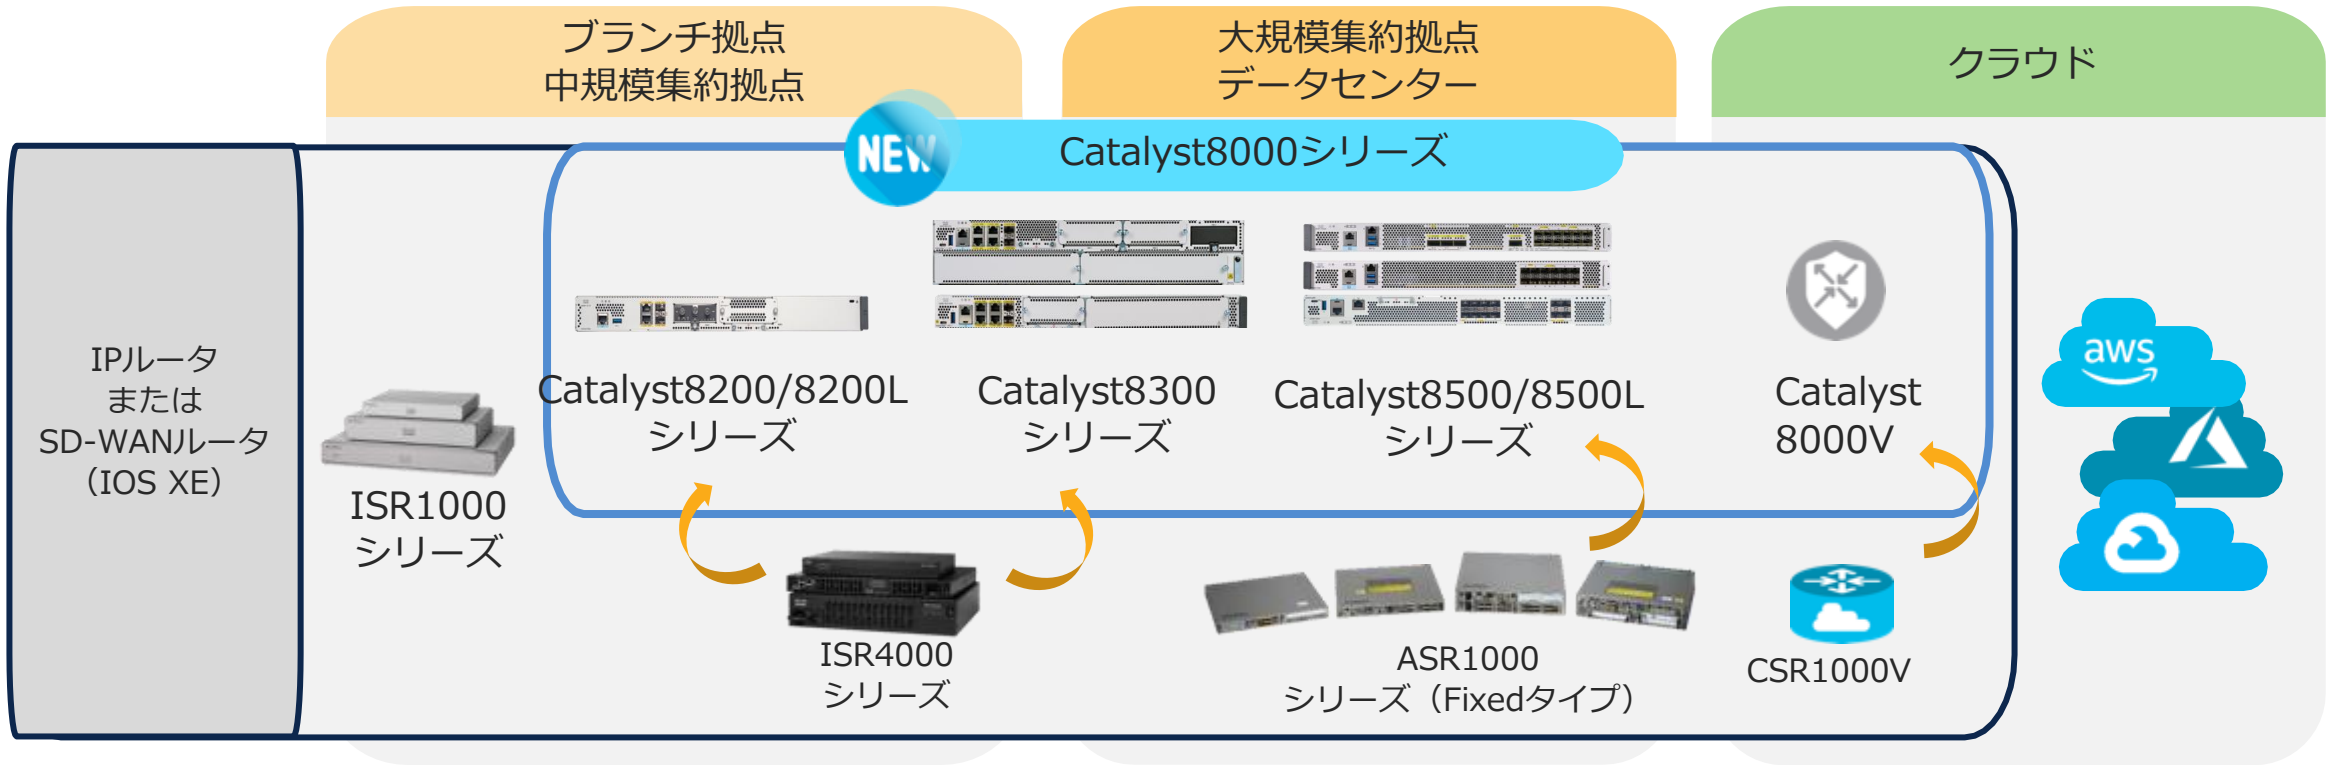 ブランチ拠点
中規模集約拠点
大規模集約拠点
データセンター
クラウド
NEW
Catalyst8000シリーズ
IPルータ
または
SD-WANルータ
（IOS XE）
ISR1000
シリーズ
Catalyst8200/8200L
シリーズ
Catalyst8300
シリーズ
Catalyst8500/8500L
シリーズ
Catalyst
8000V
aws
ISR4000
シリーズ
ASR1000
シリーズ（Fixedタイプ）
CSR1000V